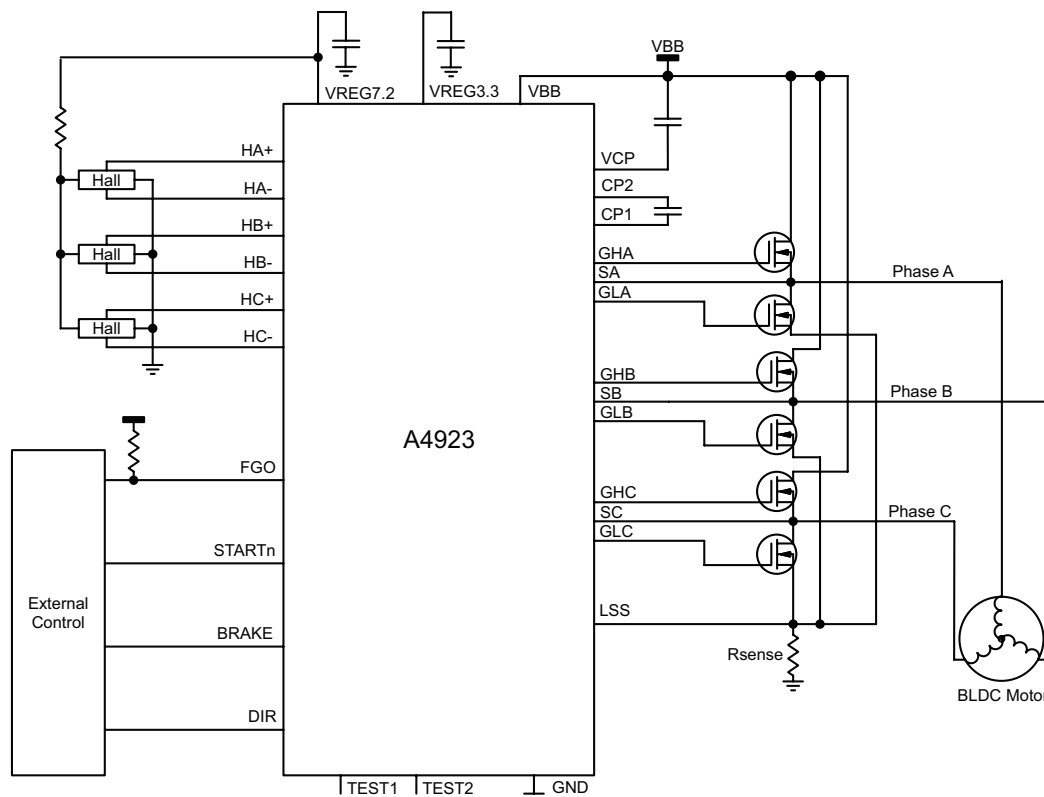 VBB
VREG7.2
VREG3.3
VBB
HA+
Hall
HA-
HB+
Hall
HB-
HC+
Hall
HC-
VCP
CP2
CP1
GHA
SA
Phase A
GLA
GHB
SB
Phase B
GLB
A4923
GHC
SC
Phase C
GLC
FGO
STARTn
External
Control
BRAKE
DIR
LSS
Rsense
BLDC Motor
TEST1
TEST2
GND